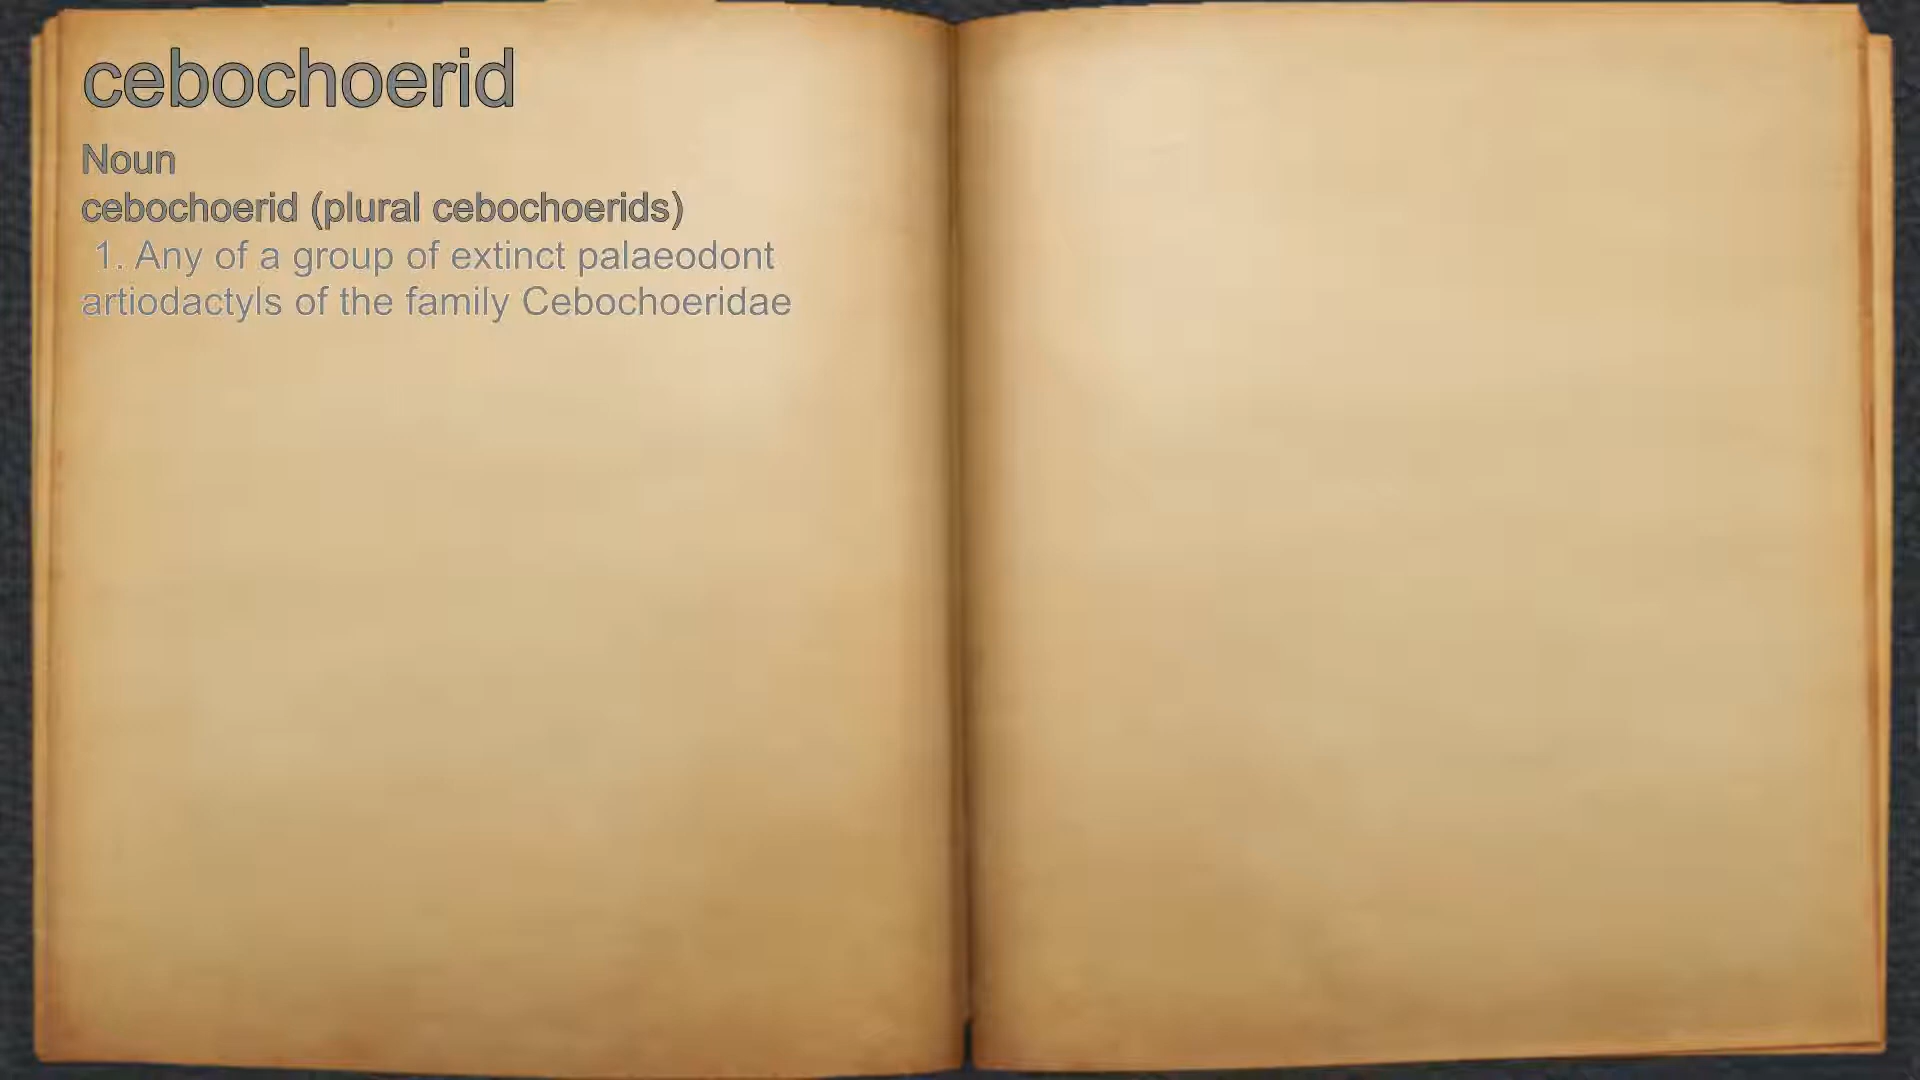 cebochoerid
Noun
cebochoerid (plural cebochoerids)
1. Any of a group of extinct palaeodont
artiodactyls of the family Cebochoeridae